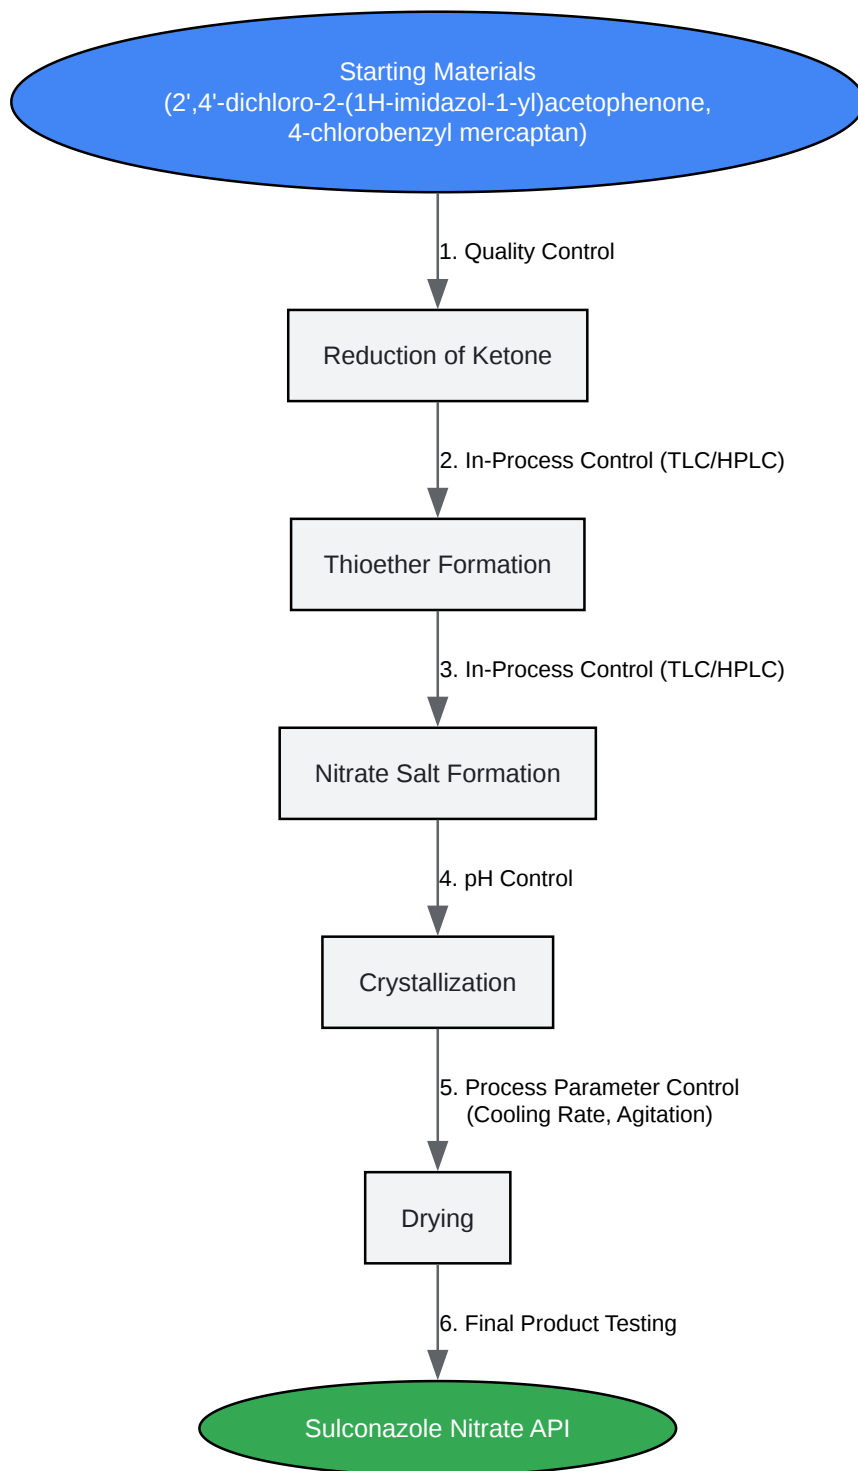 Starting Materials
(2',4'-dichloro-2-(1H-imidazol-1-yl)acetophenone,
4-chlorobenzyl mercaptan)
1. Quality Control
Reduction of Ketone
2. In-Process Control (TLC/HPLC)
Thioether Formation
3. In-Process Control (TLC/HPLC)
Nitrate Salt Formation
4. pH Control
Crystallization
5. Process Parameter Control
(Cooling Rate, Agitation)
Drying
6. Final Product Testing
Sulconazole Nitrate API